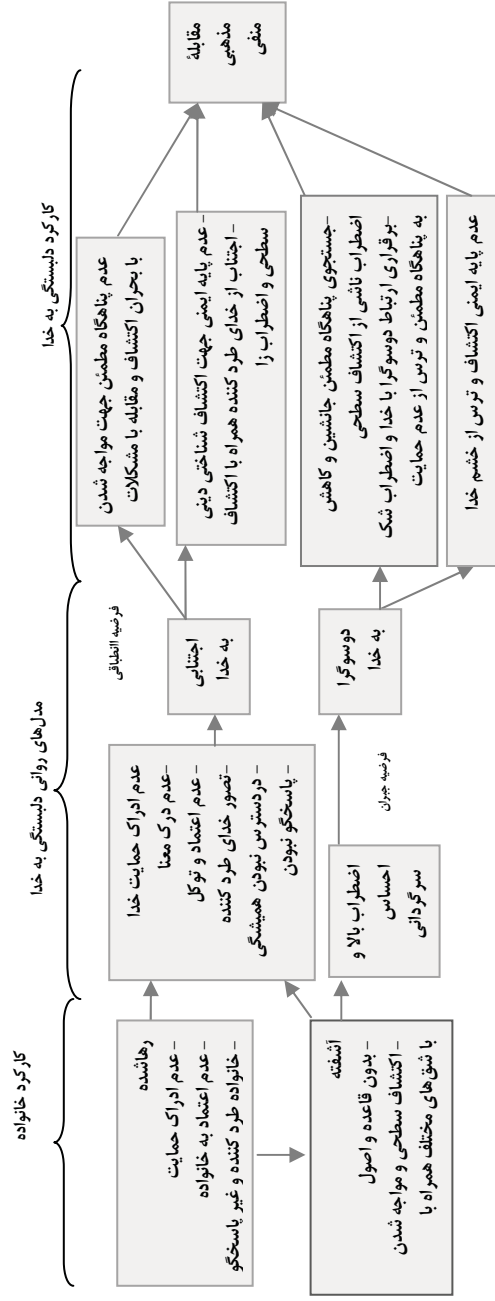 کارکرد خانواده
مدل‌های روانی دلبستگی به خدا
کارکرد دلبستگی به خدا
رهاشده
- عدم ادراک حمایت
-عدم اعتماد به خانواده
- خانواده طرد کننده و غیر پاسخگو
آشفته
- بدون قاعده و اصول
- اکتشاف سطحی و مواجه شدن
با شق‌های مختلف همراه با
عدم ادراک حمایت خدا
-عدم درک معنا
- عدم اعتماد و توکل
-تصور خدای طرد کننده
- دردسترس نبودن همیشگی
- پاسخگو نبودن
اضطراب بالا و
احساس
سرگردانی
فرضیه انطباقی
فرضیه جبران
اجتنابی
به خدا
دوسوگرا
به خدا
عدم پناهگاه مطمئن جهت مواجه شدن
با بحران اکتشاف و مقابله با مشکلات
- عدم پایه ایمنی جهت اکتشاف شناختی دینی
- اجتناب از خدای طرد کننده همراه با اکتشاف
سطحی و اضطراب زا
-جستجوی پناهگاه مطمئن جانشین و کاهش
اضطراب ناشی از اکتشاف سطحی
-برقراری ارتباط دوسوگرا با خدا و اضطراب شک
به پناهگاه مطمئن و ترس از عدم حمایت
عدم پایه ایمنی اکتشاف و ترس از خشم خدا
مقابلۀ
مذهبی
منفی